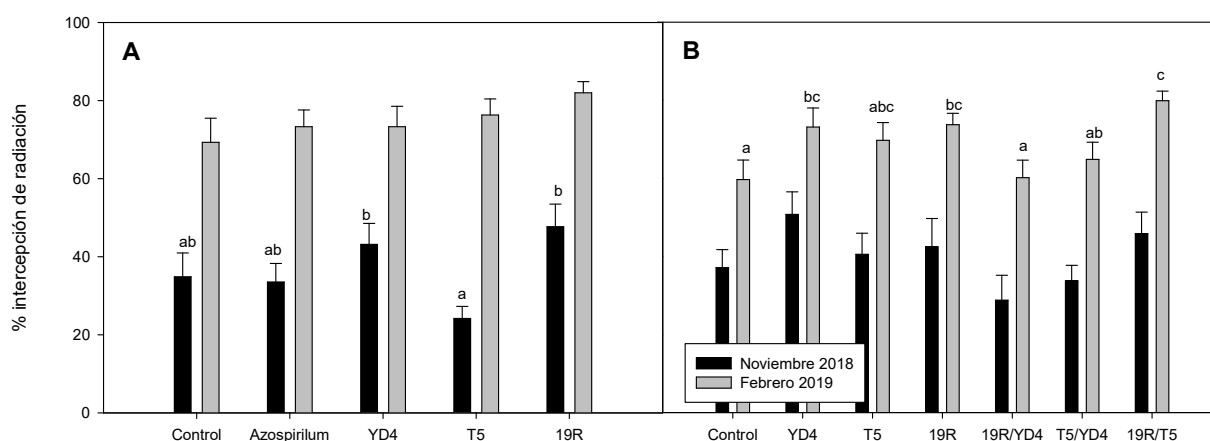 % intercepción de radiación
100
80
60
40
20
0
A
ab
ab
b
a
b
Control
Azospirilum
YD4
T5
19R
B
a
bc
abc
bc
a
ab
c
Noviembre 2018
Febrero 2019
Control
YD4
T5
19R
19R/YD4
T5/YD4
19R/T5